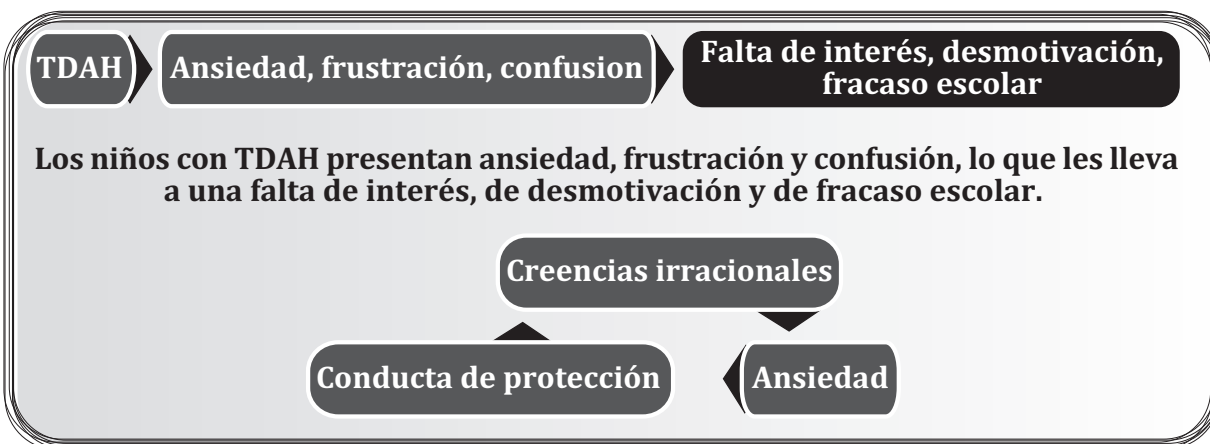 TDAH
Ansiedad, frustración, confusion
Falta de interés, desmotivación,
fracaso escolar
Los niños con TDAH presentan ansiedad, frustración y confusión, lo que les lleva
a una falta de interés, de desmotivación y de fracaso escolar.
Creencias irracionales
Conducta de protección
Ansiedad